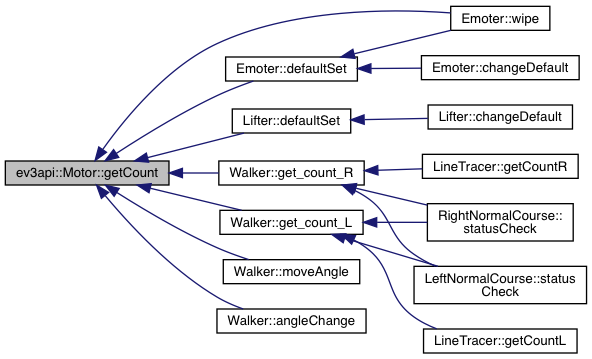 Emoter::wipe
Emoter::defaultSet
Emoter::changeDefault
Lifter::defaultSet
Lifter::changeDefault
ev3api::Motor::getCount
Walker::get_count_R
LineTracer::getCountR
RightNormalCourse::
statusCheck
Walker::get_count_L
Walker::moveAngle
LeftNormalCourse::status
Check
Walker::angleChange
LineTracer::getCountL